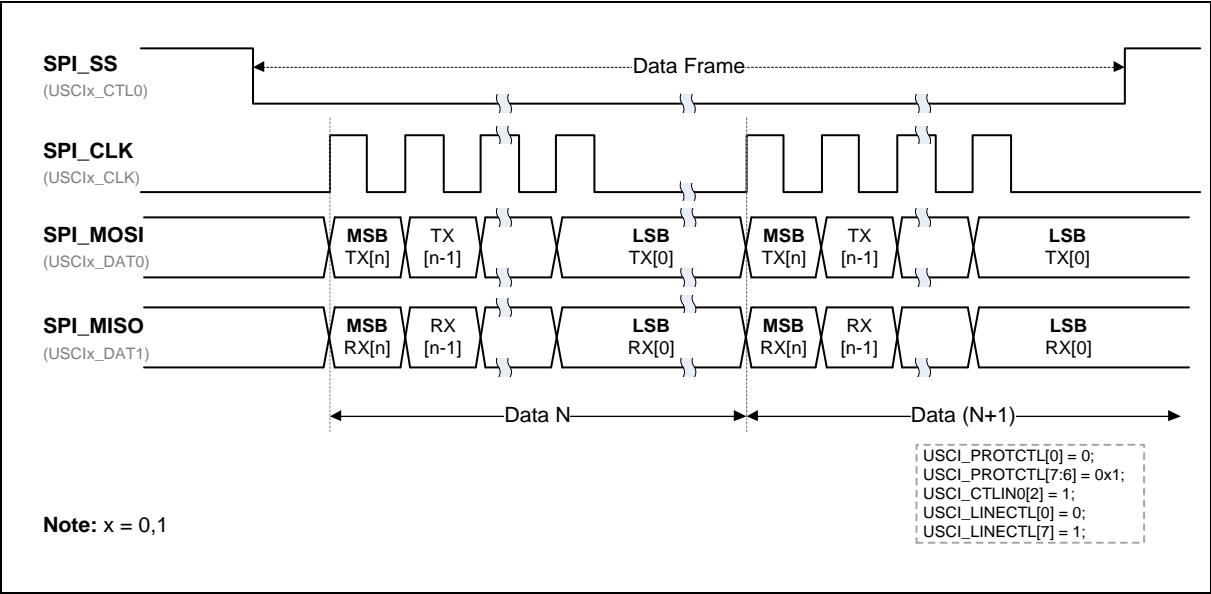 SPI_SS
(USCIx_CTL0)
Data Frame
SPI_CLK
(USCIx_CLK)
SPI_MOSI
(USCIx_DAT0)
MSB TX[n]
TX [n-1]
LSB TX[0]
MSB TX[n]
TX [n-1]
LSB TX[0]
SPI_MISO
(USCIx_DAT1)
MSB RX[n]
RX [n-1]
LSB RX[0]
MSB RX[n]
RX [n-1]
LSB RX[0]
Data N
Data (N+1)
USCI_PROTCTL[0] = 0;
USCI_PROTCTL[7:6] = 0x1;
USCI_CTLIN0[2] = 1;
USCI_LINECTL[0] = 0;
USCI_LINECTL[7] = 1;
Note: x = 0,1